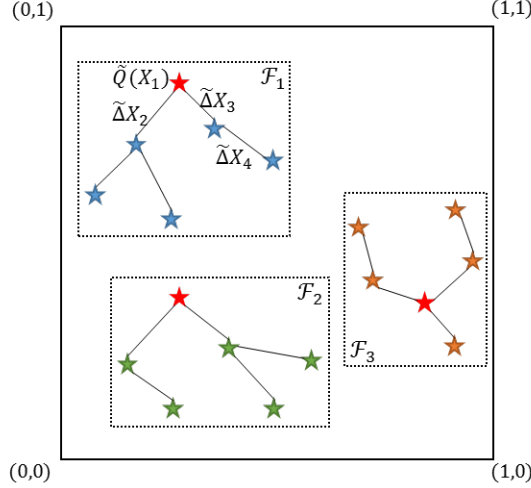 (0,1) (1,1)
Q̃(X₁) ℱ₁
Δ̃X₂ Δ̃X₃
Δ̃X₄
ℱ₂
ℱ₃
(0,0) (1,0)